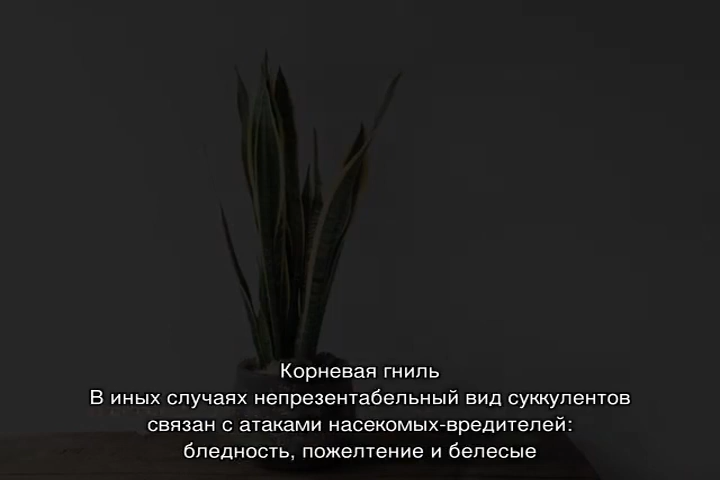 Корневая гниль
В иных случаях непрезентабельный вид суккулентов
связан с атаками насекомых-вредителей:
бледность, пожелтение и белесые